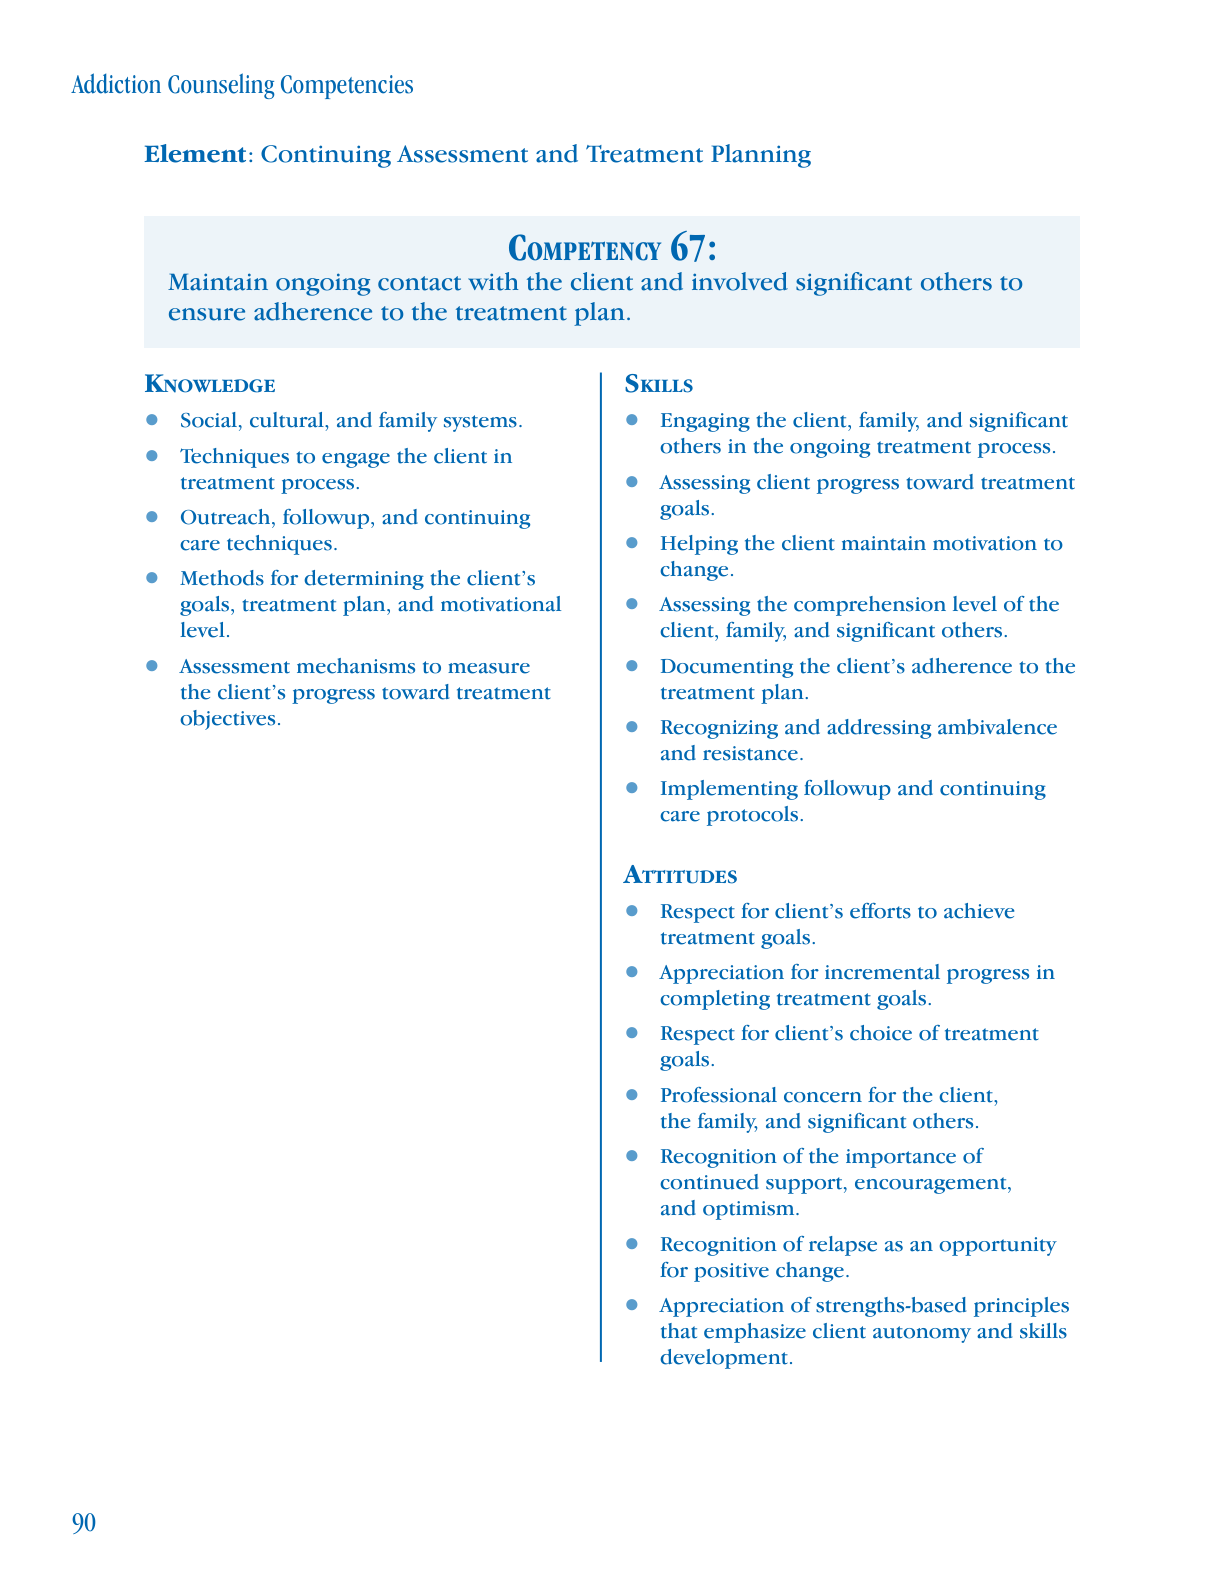 Addiction Counseling Competencies
Element: Continuing Assessment and Treatment Planning
Competency 67:
Maintain ongoing contact with the client and involved significant others to
ensure adherence to the treatment plan.
Knowledge
● Social, cultural, and family systems.
● Techniques to engage the client in
treatment process.
● Outreach, followup, and continuing
care techniques.
● Methods for determining the client’s
goals, treatment plan, and motivational
level.
● Assessment mechanisms to measure
the client’s progress toward treatment
objectives.
Skills
● Engaging the client, family, and significant
others in the ongoing treatment process.
● Assessing client progress toward treatment
goals.
● Helping the client maintain motivation to
change.
● Assessing the comprehension level of the
client, family, and significant others.
● Documenting the client’s adherence to the
treatment plan.
● Recognizing and addressing ambivalence
and resistance.
● Implementing followup and continuing
care protocols.
Attitudes
● Respect for client’s efforts to achieve
treatment goals.
● Appreciation for incremental progress in
completing treatment goals.
● Respect for client’s choice of treatment
goals.
● Professional concern for the client,
the family, and significant others.
● Recognition of the importance of
continued support, encouragement,
and optimism.
● Recognition of relapse as an opportunity
for positive change.
● Appreciation of strengths-based principles
that emphasize client autonomy and skills
development.
90